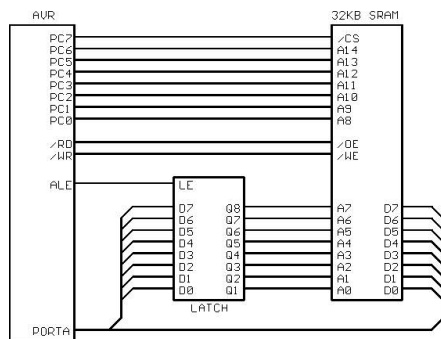 AVR 32KB SRAM
PC7 /CS
PC6 A14
PC5 A13
PC4 A12
PC3 A11
PC2 A10
PC1 A9
PC0 A8
/RD /OE
/WR /WE
ALE LE
D7 Q8 A7 D7
D6 Q7 A6 D6
D5 Q6 A5 D5
D4 Q5 A4 D4
D3 Q4 A3 D3
D2 Q3 A2 D2
D1 Q2 A1 D1
D0 Q1 A0 D0
LATCH
PORTA